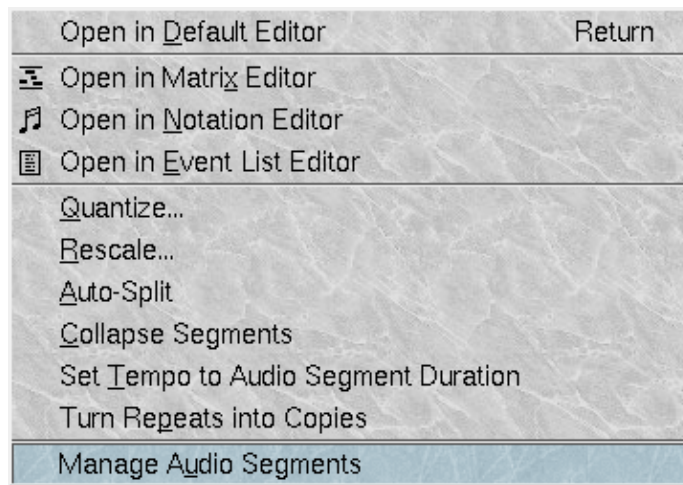 Open in Default Editor Return
Open in Matrix Editor
Open in Notation Editor
Open in Event List Editor
Quantize...
Rescale...
Auto-Split
Collapse Segments
Set Tempo to Audio Segment Duration
Turn Repeats into Copies
Manage Audio Segments